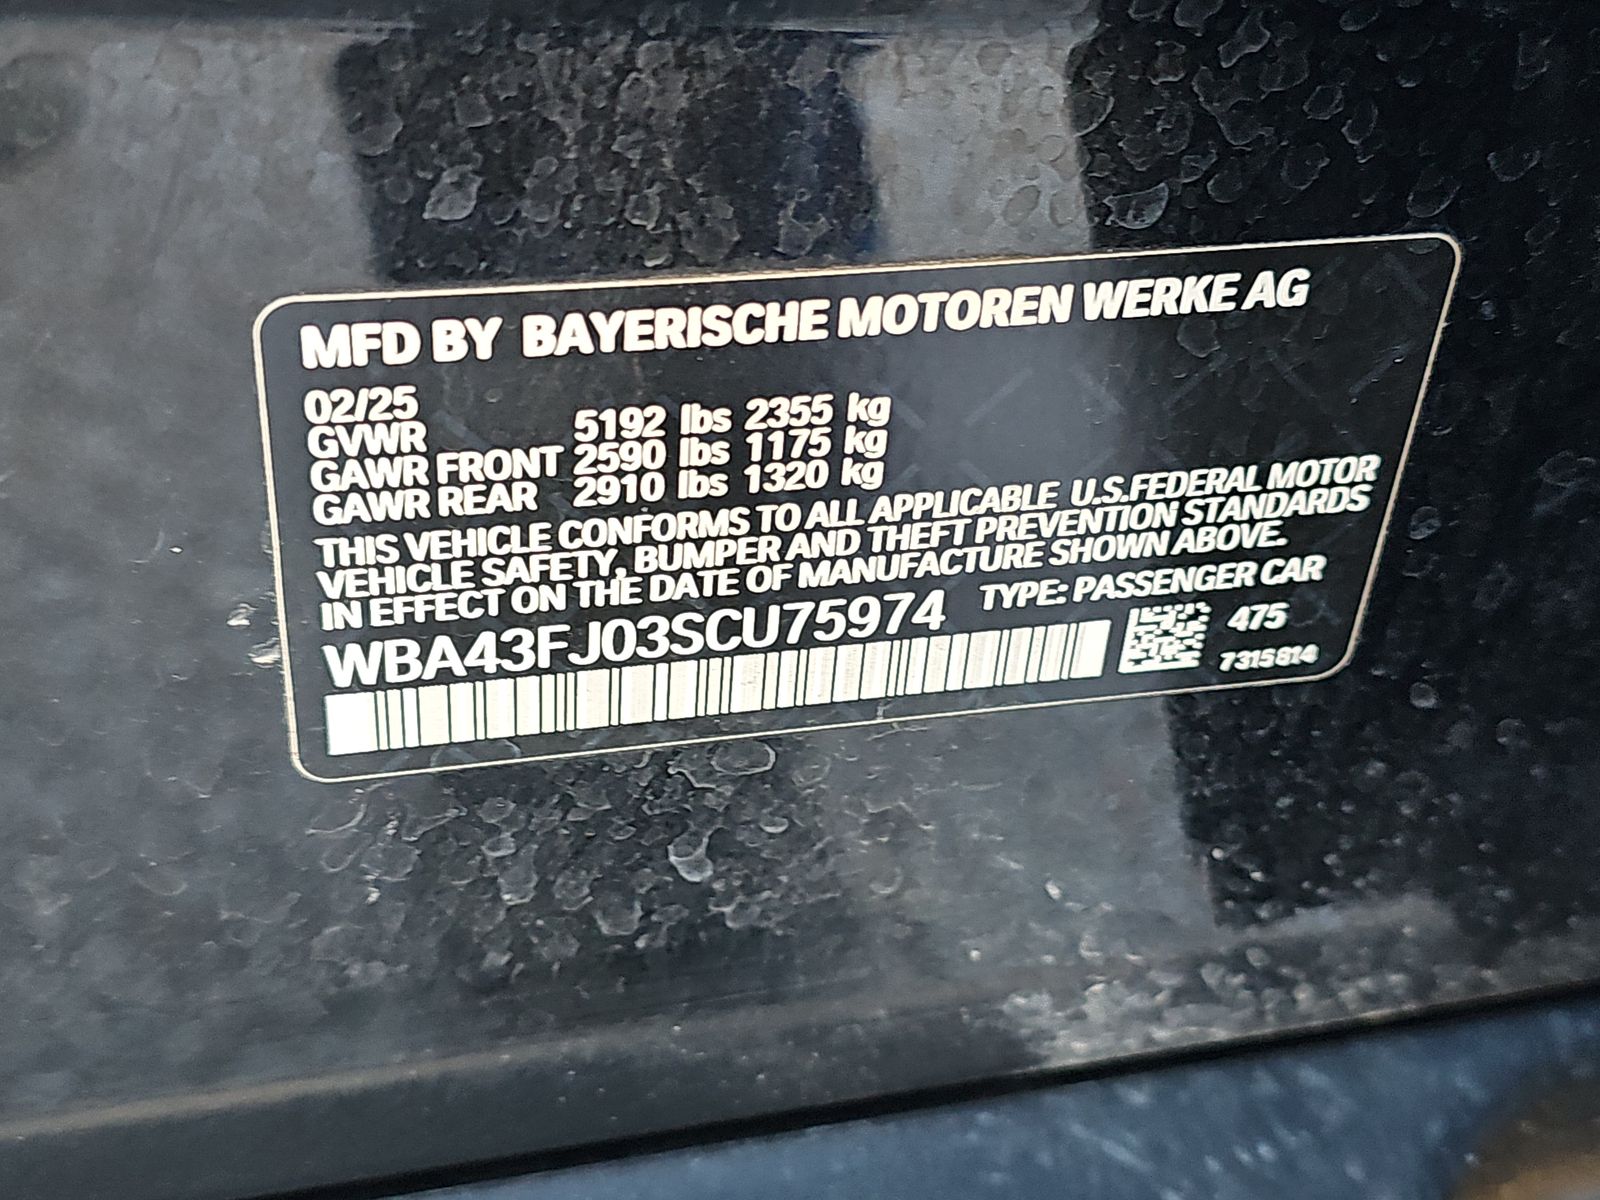 MFD BY BAYERISCHE MOTOREN WERKE AG
02/25
GVWR 5192 lbs 2355 kg
GAWR FRONT 2590 lbs 1175 kg
GAWR REAR 2910 lbs 1320 kg
THIS VEHICLE CONFORMS TO ALL APPLICABLE U.S.FEDERAL MOTOR
VEHICLE SAFETY, BUMPER AND THEFT PREVENTION STANDARDS
IN EFFECT ON THE DATE OF MANUFACTURE SHOWN ABOVE.
WBA43FJ03SCU75974 TYPE: PASSENGER CAR
475
7315814